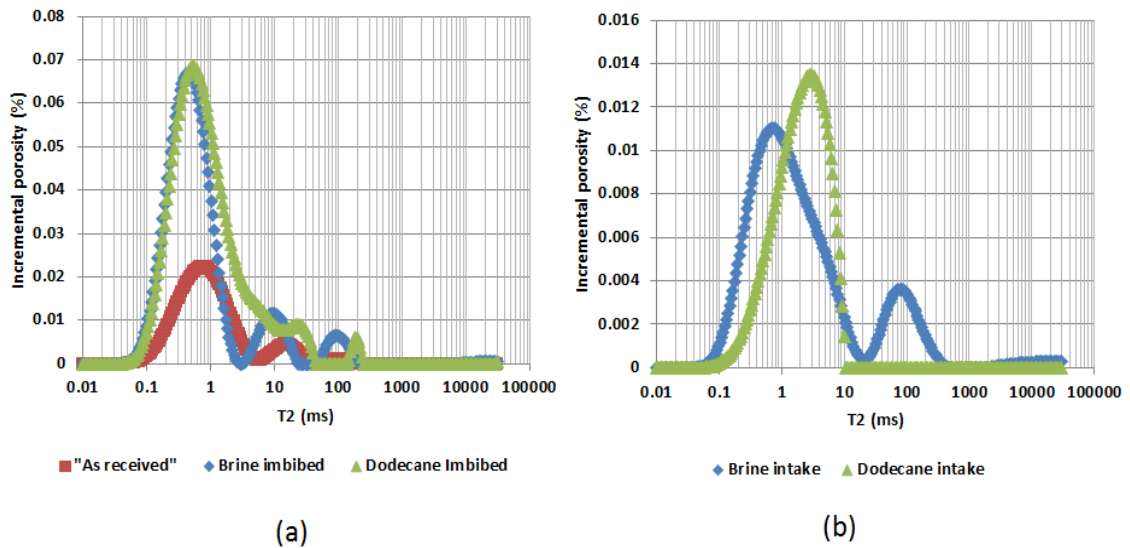 0.08
0.07
0.06
0.05
0.04
0.03
0.02
0.01
0
Incremental porosity (%)
0.01 0.1 1 10 100 1000 10000 100000
T2 (ms)
"As received" Brine imbibed Dodecane Imbibed
(a)
0.016
0.014
0.012
0.01
0.008
0.006
0.004
0.002
0
Incremental porosity (%)
0.01 0.1 1 10 100 1000 10000 100000
T2 (ms)
Brine intake Dodecane intake
(b)